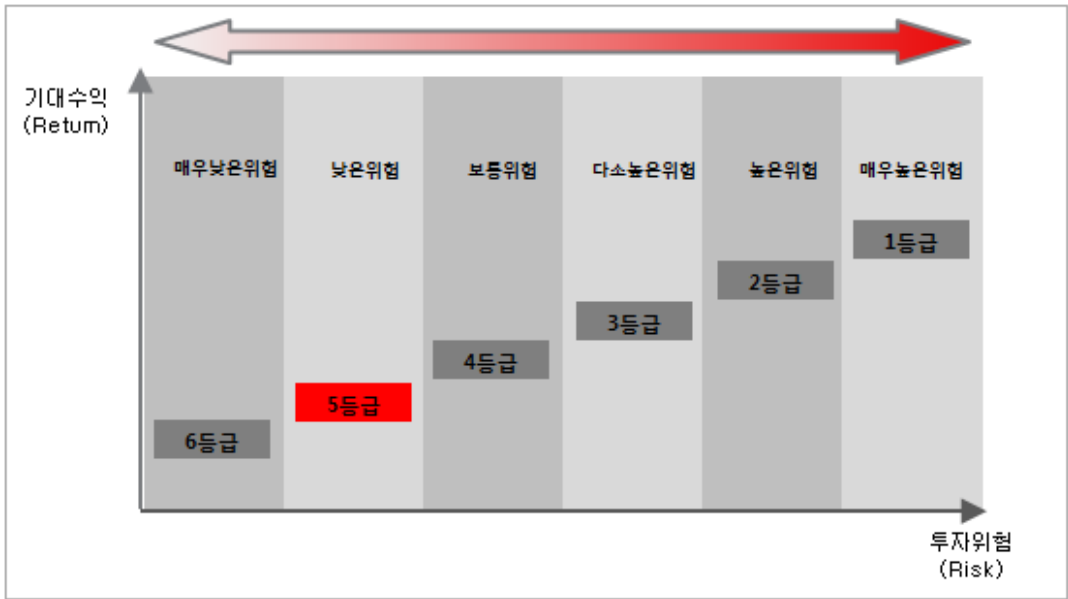 기대수익
(Return)
매우낮은위험 낮은위험 보통위험 다소높은위험 높은위험 매우높은위험
1등급
2등급
3등급
4등급
5등급
6등급
투자위험
(Risk)